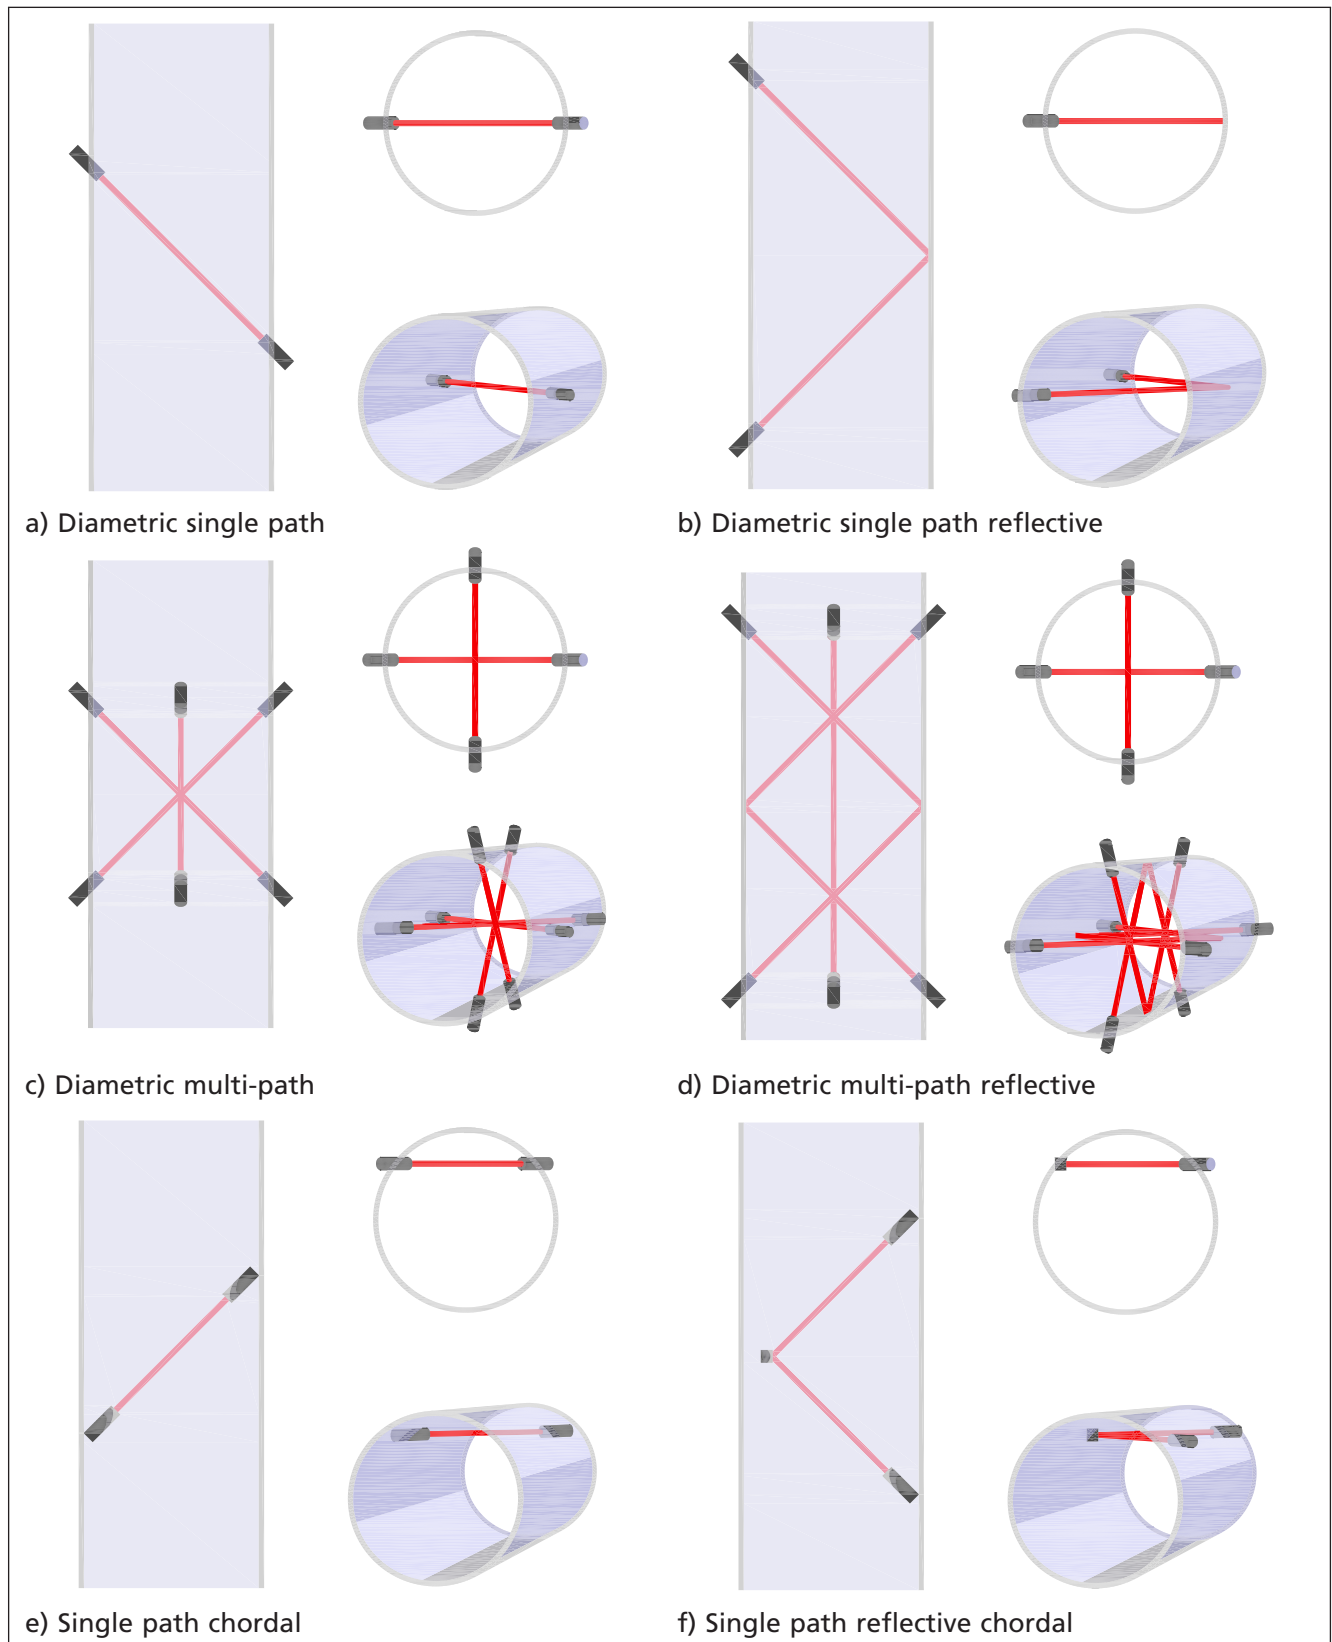 a) Diametric single path
b) Diametric single path reflective
c) Diametric multi-path
d) Diametric multi-path reflective
e) Single path chordal
f) Single path reflective chordal